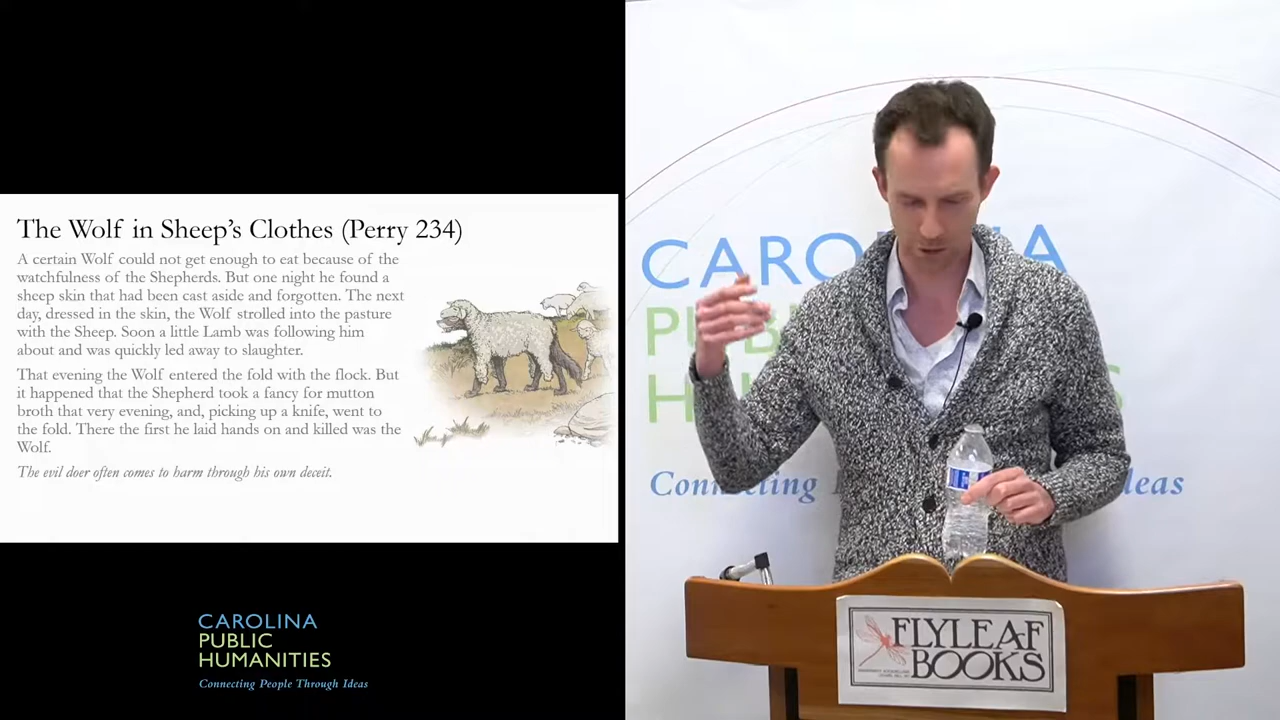 The Wolf in Sheep's Clothes (Perry 234)
A certain Wolf could not get enough to eat because of the
watchfulness of the Shepherds. But one night he found a
sheep skin that had been cast aside and forgotten. The next
day, dressed in the skin, the Wolf strolled into the pasture
with the Sheep. Soon a little Lamb was following him
about and was quickly led away to slaughter.
That evening the Wolf entered the fold with the flock. But
it happened that the Shepherd took a fancy for mutton
broth that very evening, and, picking up a knife, went to
the fold. There the first he laid hands on and killed was the
Wolf.
The evil doer often comes to harm through his own deceit.
CAROLINA
PUBLIC
HUMANITIES
Connecting People Through Ideas
CARO A
P
H
Connecting deas
FLYLEAF
BOOKS